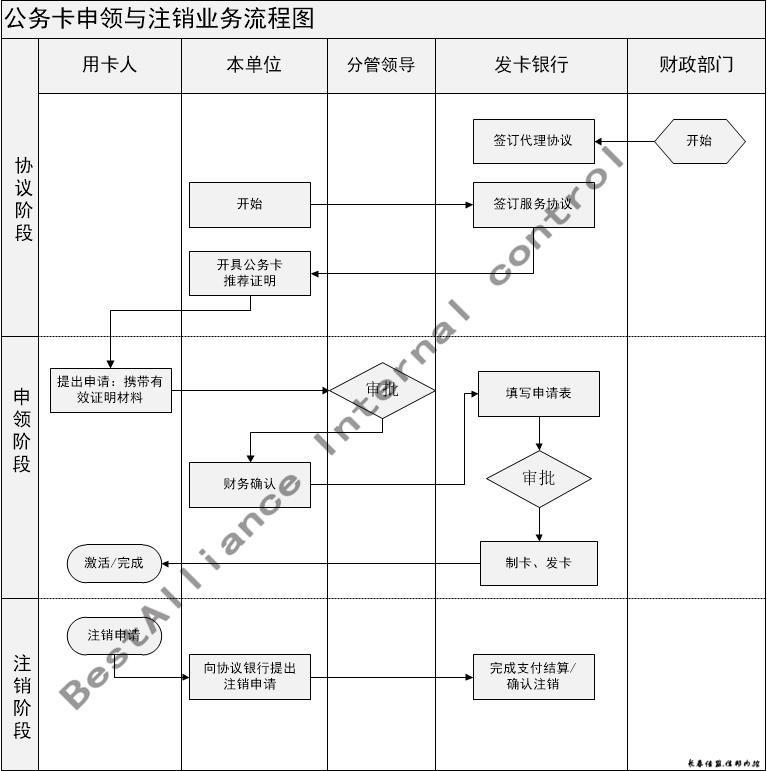 公务卡申领与注销业务流程图
用卡人
本单位
分管领导
发卡银行
财政部门
协议阶段
签订代理协议
开始
开始
签订服务协议
开具公务卡
推荐证明
申领阶段
提出申请：携带有
效证明材料
审批
填写申请表
财务确认
审批
激活/完成
制卡、发卡
注销阶段
注销申请
向协议银行提出
注销申请
完成支付结算/
确认注销
BestAlliance Internal control